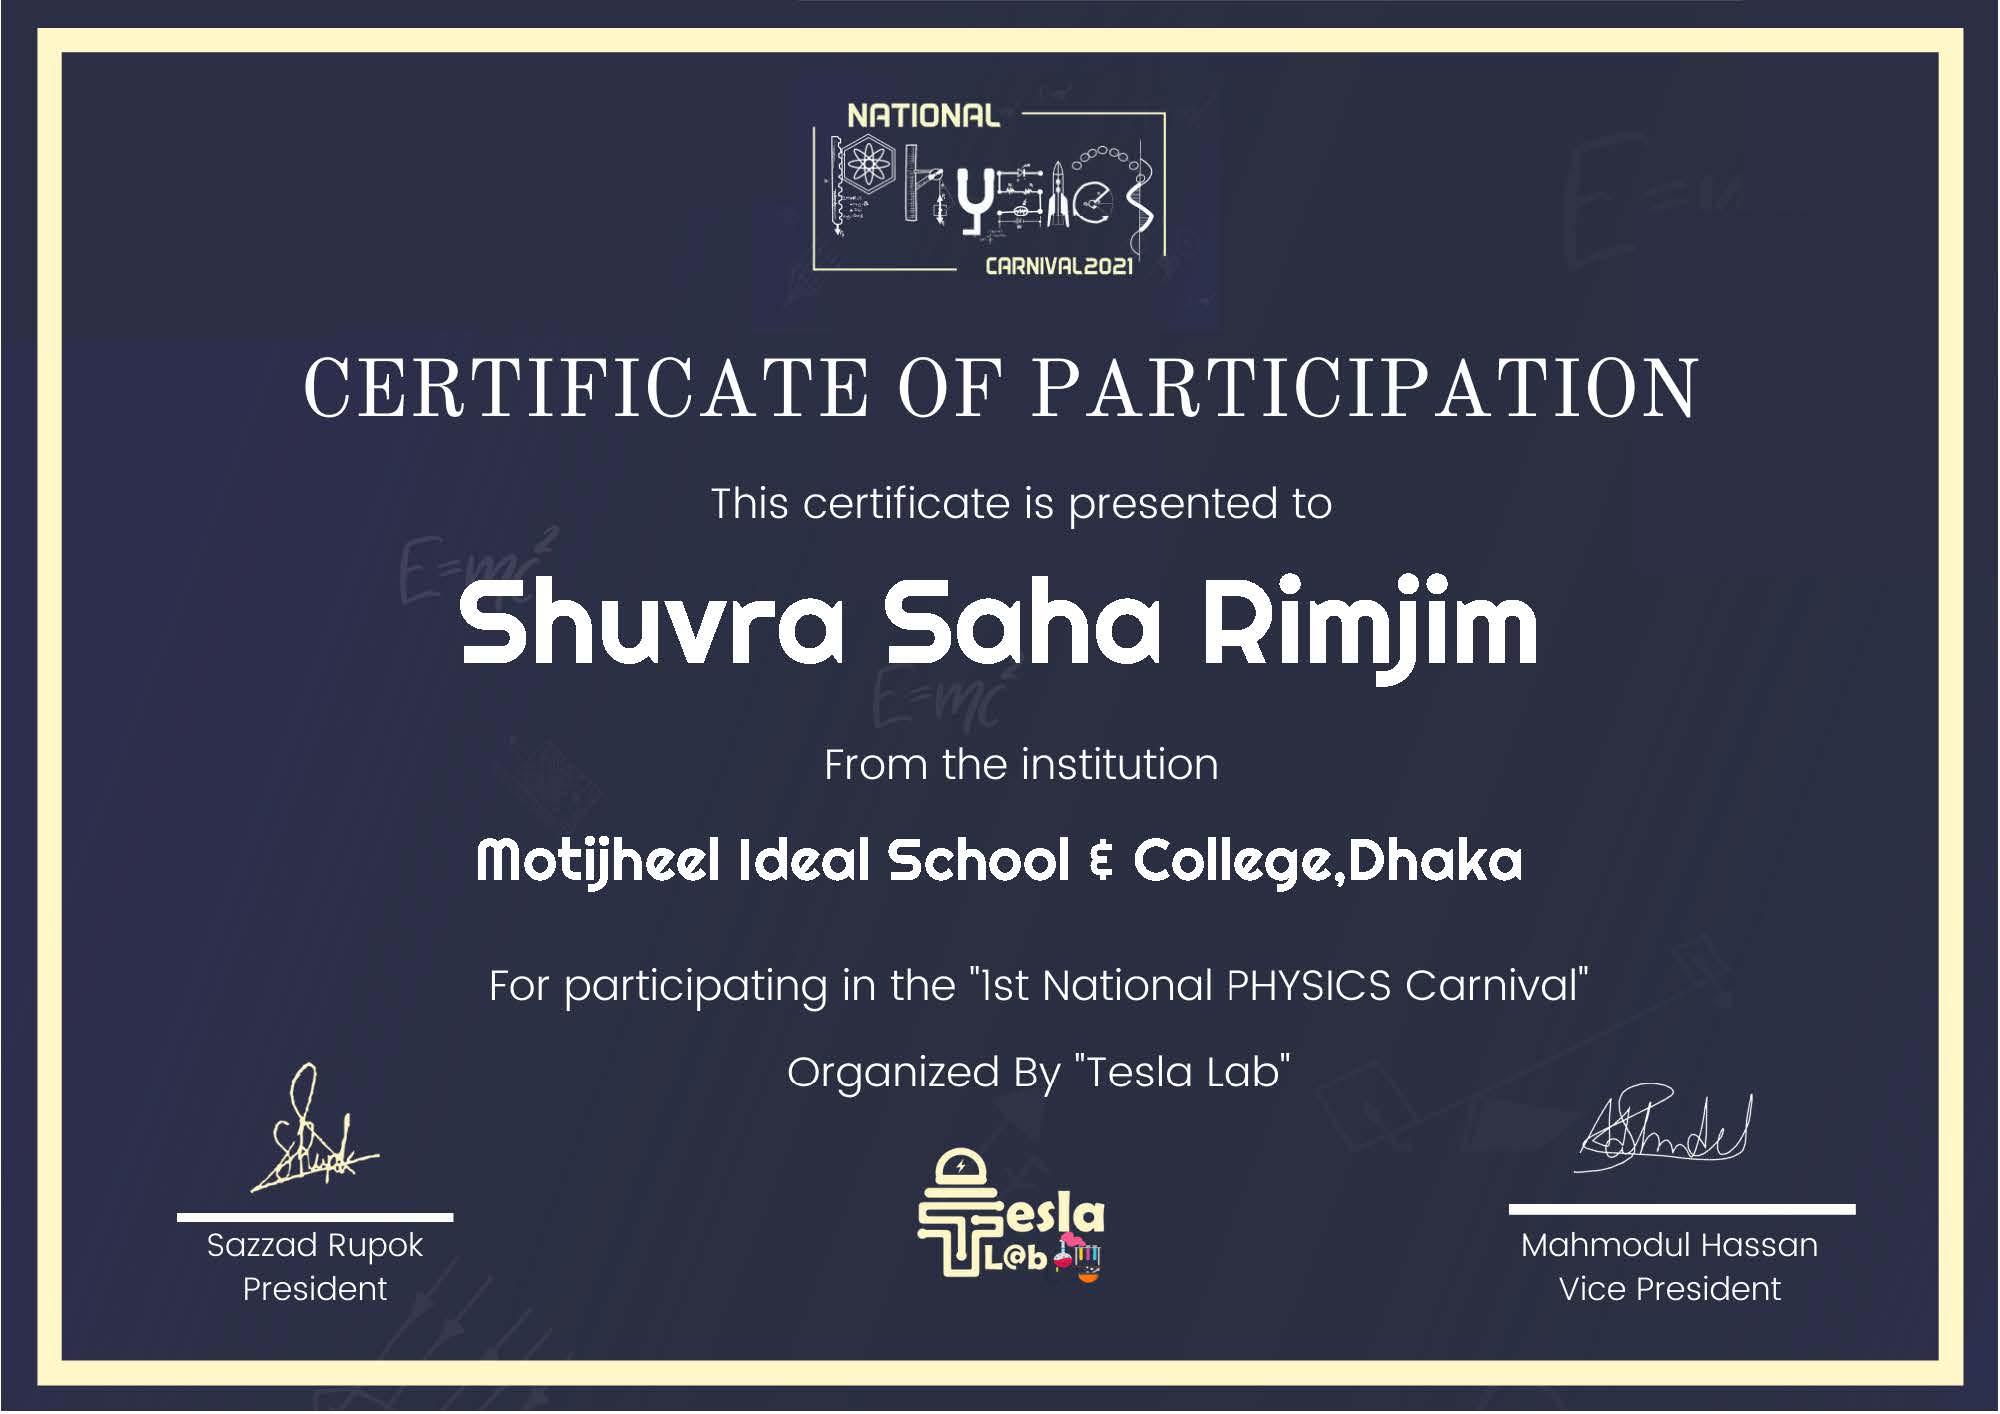 NATIONAL
Physics
CARNIVAL2021
CERTIFICATE OF PARTICIPATION
This certificate is presented to
E=mc²
Shuvra Saha Rimjim
E=mc²
From the institution
Motijheel Ideal School & College,Dhaka
For participating in the "1st National PHYSICS Carnival"
Organized By "Tesla Lab"
Tesla
L@b
Sazzad Rupok
President
Mahmodul Hassan
Vice President